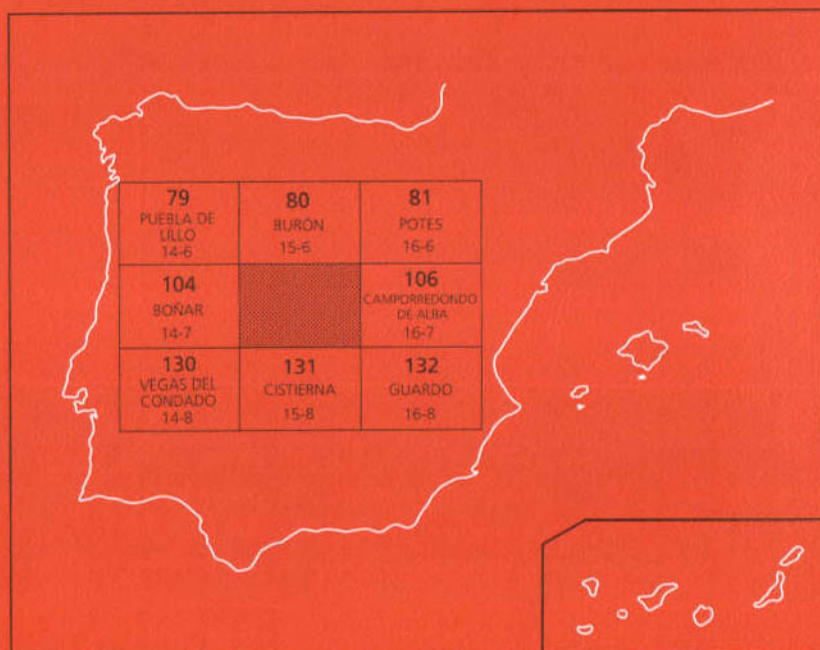 79
PUEBLA DE
LILLO
14-6
80
BURÓN
15-6
81
POTES
16-6
104
BOÑAR
14-7
106
CAMPORREDONDO
DE ALBA
16-7
130
VEGAS DEL
CONDADO
14-8
131
CISTIERNA
15-8
132
GUARDO
16-8